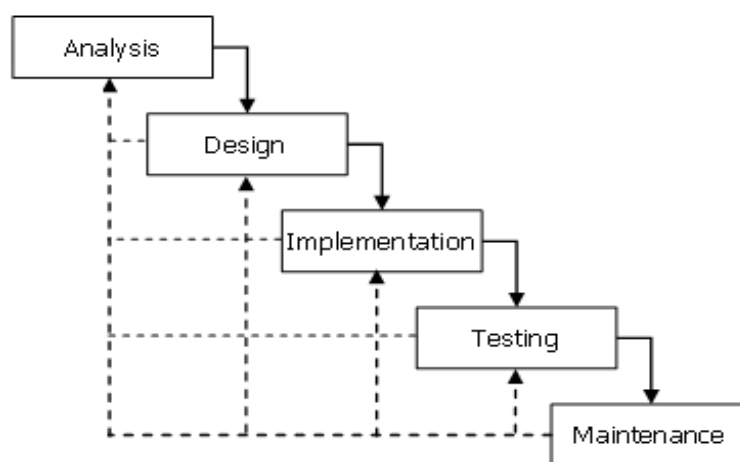 Analysis
Design
Implementation
Testing
Maintenance